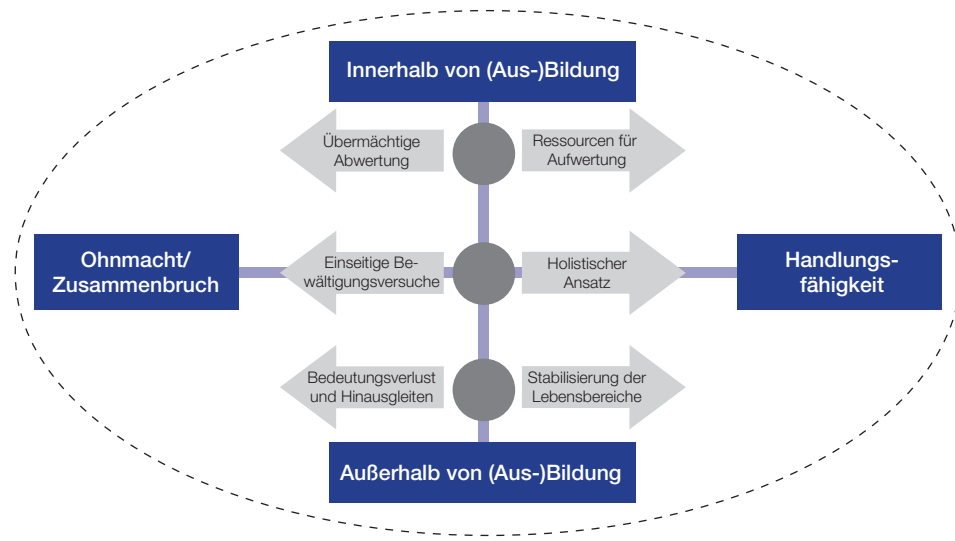 Innerhalb von (Aus-)Bildung
Übermächtige
Abwertung
Ressourcen für
Aufwertung
Ohnmacht/
Zusammenbruch
Einseitige Be-
wältigungsversuche
Holistischer
Ansatz
Handlungs-
fähigkeit
Bedeutungsverlust
und Hinausgleiten
Stabilisierung der
Lebensbereiche
Außerhalb von (Aus-)Bildung